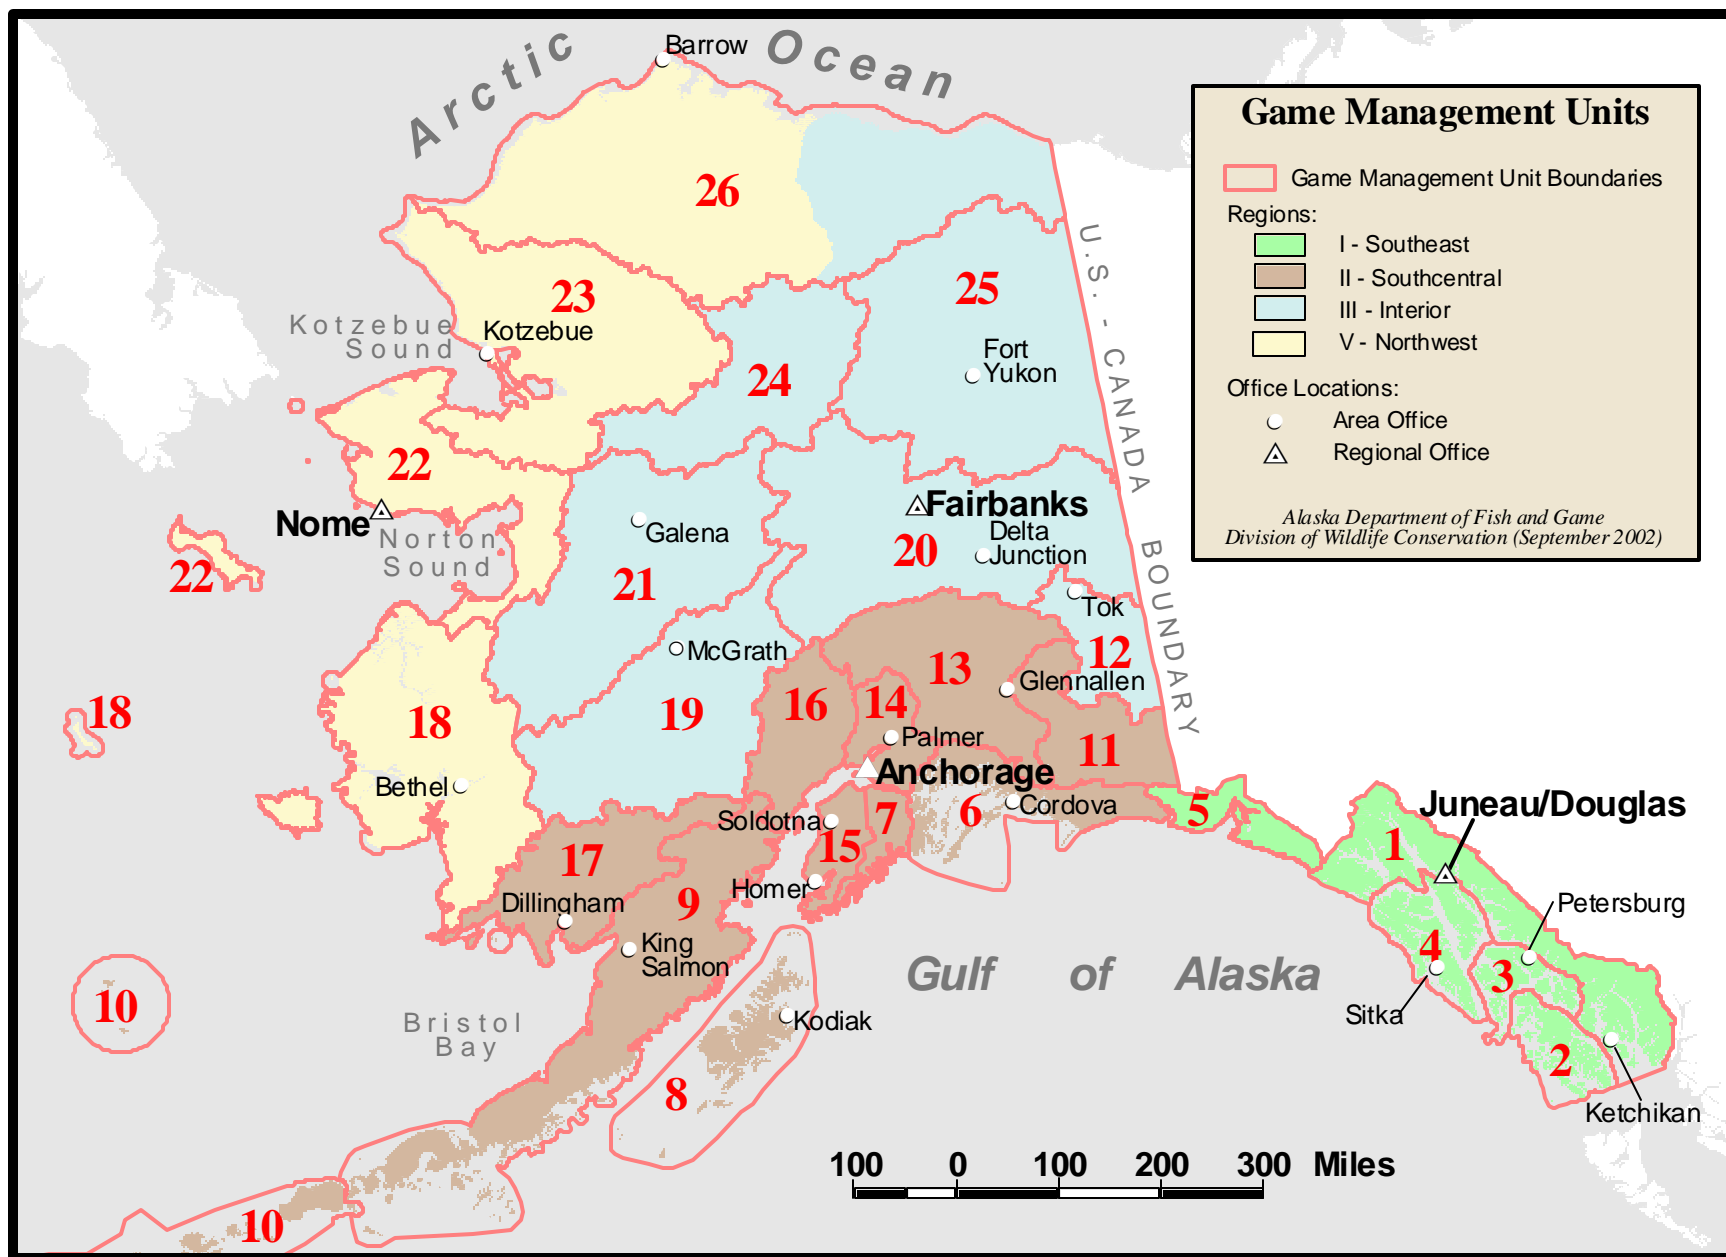 Arctic Ocean
Barrow
Game Management Units
Game Management Unit Boundaries
Regions:
I - Southeast
II - Southcentral
III - Interior
V - Northwest
Office Locations:
Area Office
Regional Office
Alaska Department of Fish and Game
Division of Wildlife Conservation (September 2002)
26
U.S. - CANADA BOUNDARY
23
25
Kotzebue
Sound
Kotzebue
24
Fort
Yukon
22
Nome
Norton
Sound
22
Galena
Fairbanks
Delta
Junction
20
21
Tok
McGrath
12
13
Glennallen
18
18
19
16
14
Palmer
11
Bethel
Anchorage
Cordova
6
7
5
Soldotna
15
Juneau/Douglas
1
17
Homer
9
Dillingham
King
Salmon
Petersburg
4
3
Sitka
Gulf of Alaska
10
Bristol
Bay
Kodiak
8
2
Ketchikan
100 0 100 200 300 Miles
10